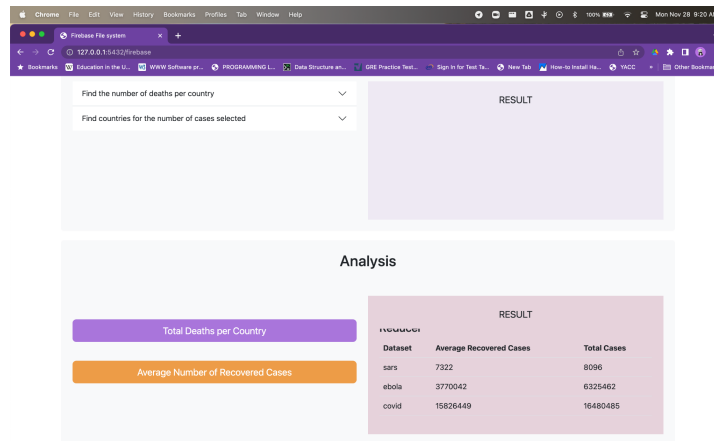 Chrome File Edit View History Bookmarks Profiles Tab Window Help 100% Mon Nov 28 9:20 AM
Firebase File system
127.0.0.1:5432/firebase
Bookmarks Education in the U... WWW Software pr... PROGRAMMING L... Data Structure an... GRE Practice Test... Sign In for Test Ta... New Tab How-to Install Ha... YACC » Other Bookmar
Find the number of deaths per country
RESULT
Find countries for the number of cases selected
Analysis
RESULT
Total Deaths per Country
Reducer
Dataset Average Recovered Cases Total Cases
sars 7322 8096
Average Number of Recovered Cases
ebola 3770042 6325462
covid 15826449 16480485